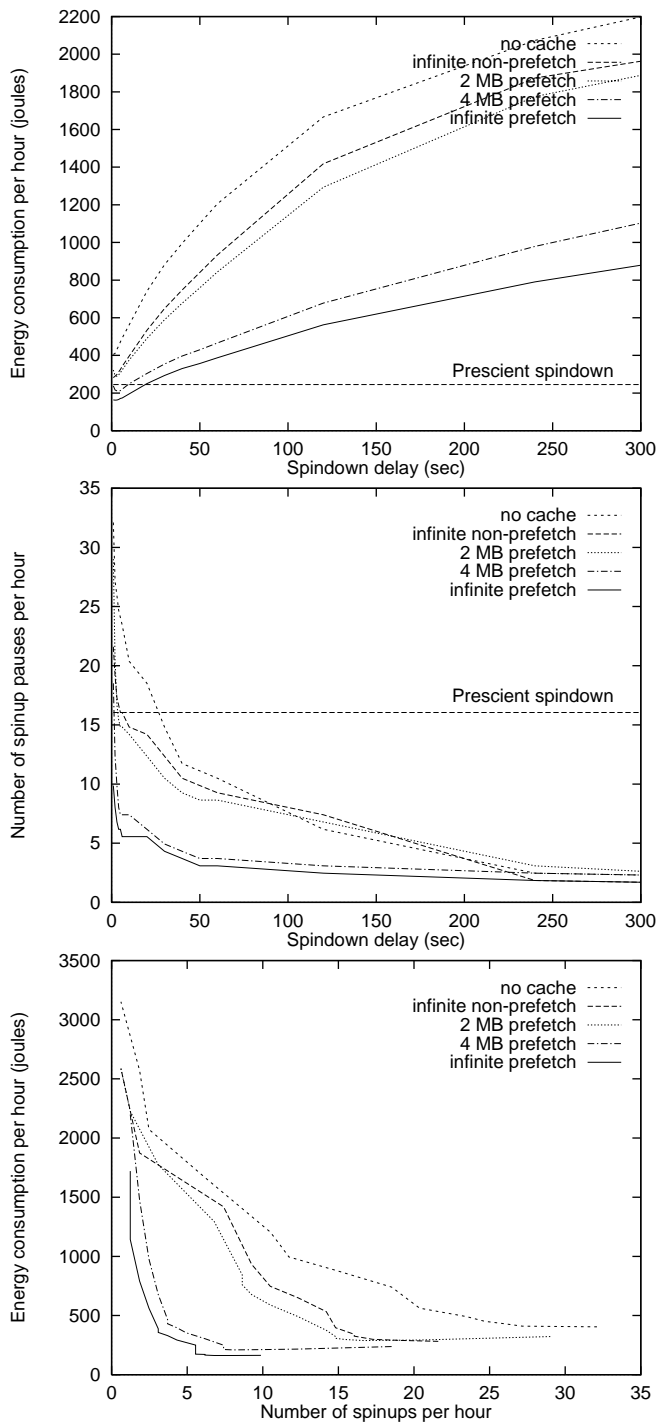 2200
2000
1800
1600
1400
1200
1000
800
600
400
200
0
0 50 100 150 200 250 300
Energy consumption per hour (joules)
Spindown delay (sec)
no cache
infinite non-prefetch
2 MB prefetch
4 MB prefetch
infinite prefetch
Prescient spindown
35
30
25
20
15
10
5
0
0 50 100 150 200 250 300
Number of spinup pauses per hour
Spindown delay (sec)
no cache
infinite non-prefetch
2 MB prefetch
4 MB prefetch
infinite prefetch
Prescient spindown
3500
3000
2500
2000
1500
1000
500
0
0 5 10 15 20 25 30 35
Energy consumption per hour (joules)
Number of spinups per hour
no cache
infinite non-prefetch
2 MB prefetch
4 MB prefetch
infinite prefetch